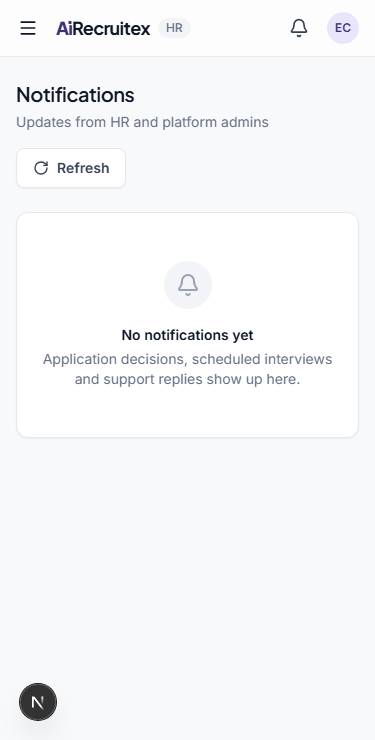 AiRecruitex HR
EC
Notifications
Updates from HR and platform admins
Refresh
No notifications yet
Application decisions, scheduled interviews
and support replies show up here.
N